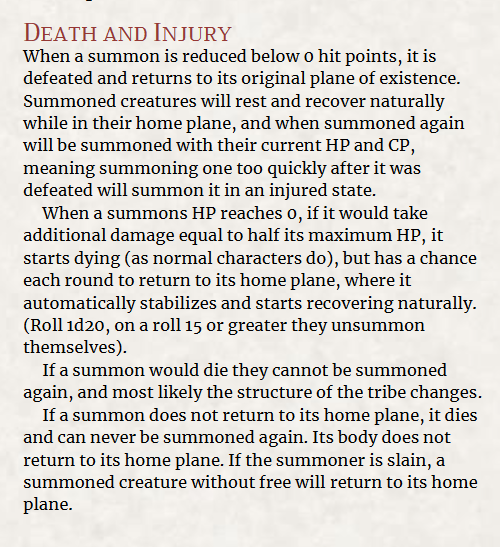 DEATH AND INJURY
When a summon is reduced below 0 hit points, it is
defeated and returns to its original plane of existence.
Summoned creatures will rest and recover naturally
while in their home plane, and when summoned again
will be summoned with their current HP and CP,
meaning summoning one too quickly after it was
defeated will summon it in an injured state.
When a summons HP reaches 0, if it would take
additional damage equal to half its maximum HP, it
starts dying (as normal characters do), but has a chance
each round to return to its home plane, where it
automatically stabilizes and starts recovering naturally.
(Roll 1d20, on a roll 15 or greater they unsummon
themselves).
If a summon would die they cannot be summoned
again, and most likely the structure of the tribe changes.
If a summon does not return to its home plane, it dies
and can never be summoned again. Its body does not
return to its home plane. If the summoner is slain, a
summoned creature without free will return to its home
plane.